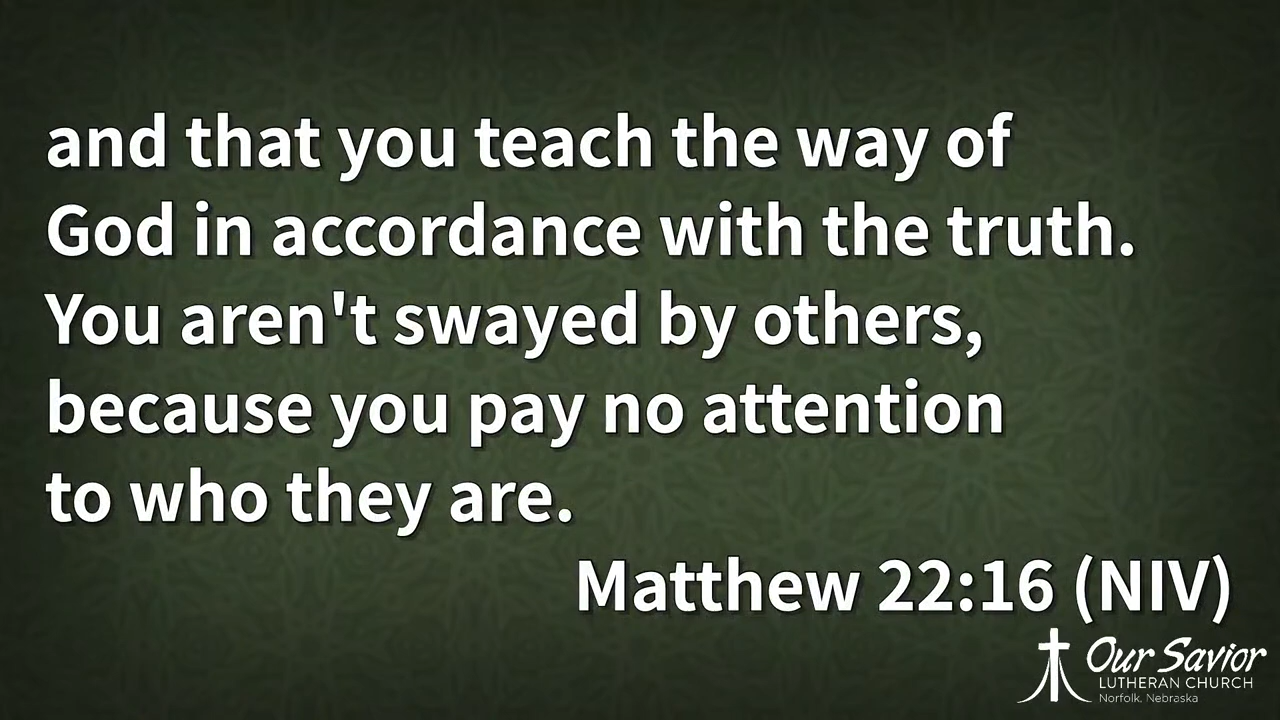 and that you teach the way of
God in accordance with the truth.
You aren't swayed by others,
because you pay no attention
to who they are.
Matthew 22:16 (NIV)
Our Savior
LUTHERAN CHURCH
Norfolk, Nebraska